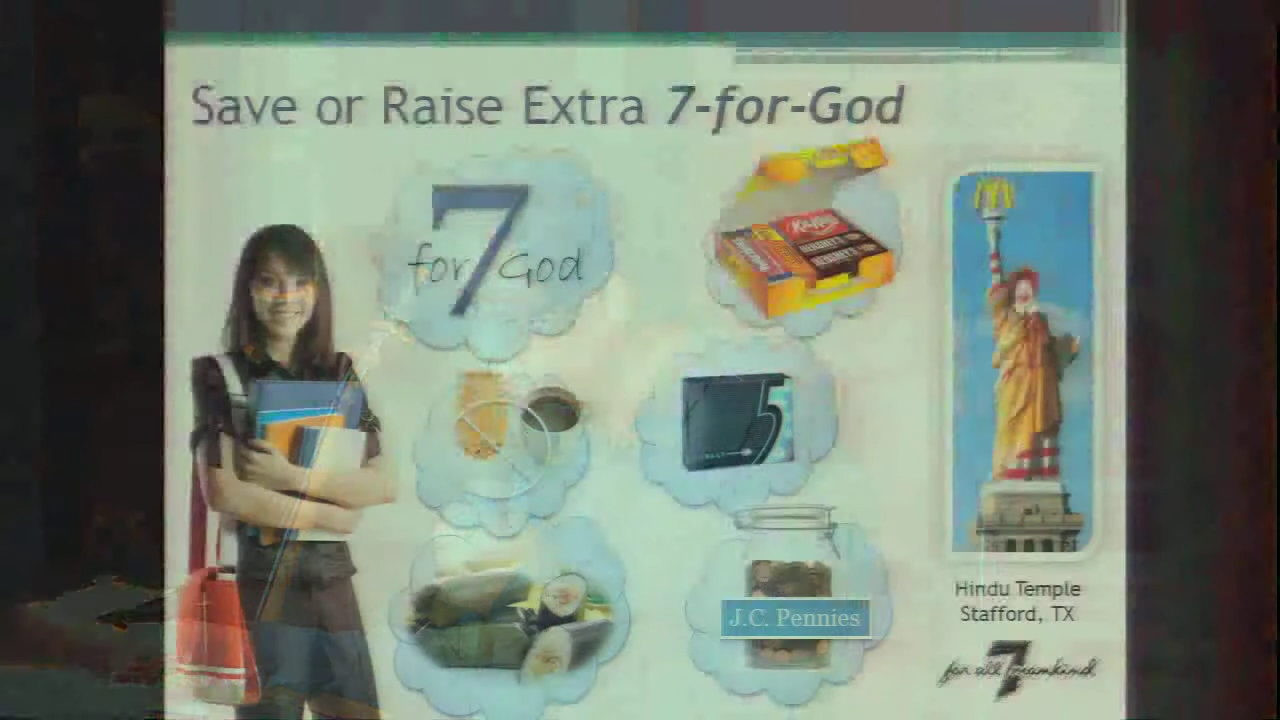 Save or Raise Extra 7-for-God
7
for God
5
J.C. Pennies
Hindu Temple
Stafford, TX
7
for all mankind